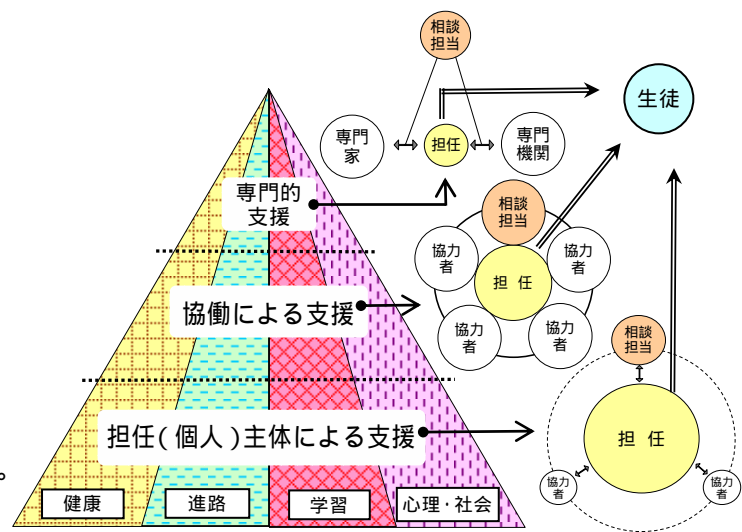 相談
担当
生徒
専門
家
担任
専門
機関
専門的
支援
相談
担当
協力
者
協力
者
担 任
協働による支援
協力
者
協力
者
相談
担当
担任(個人)主体による支援
担 任
。
協力
者
協力
者
健康
進路
学習
心理・社会